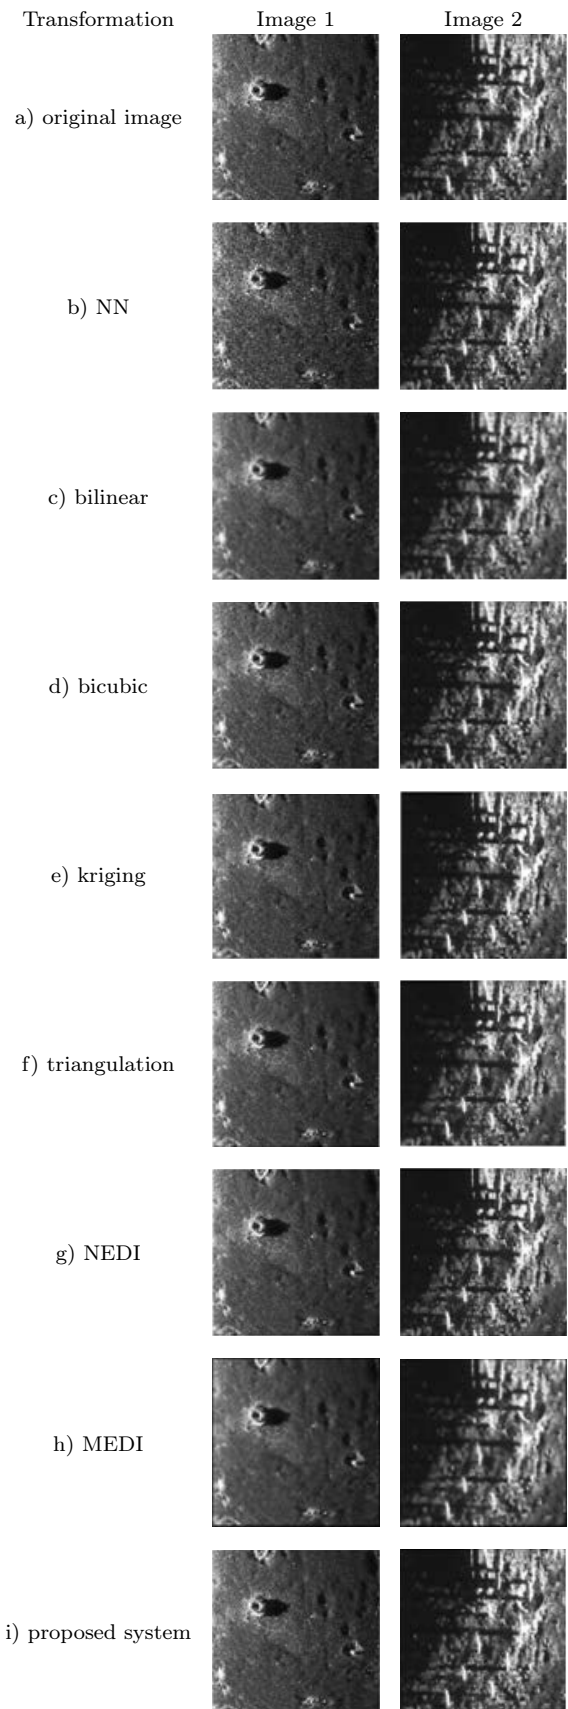 Transformation Image 1 Image 2
a) original image
b) NN
c) bilinear
d) bicubic
e) kriging
f) triangulation
g) NEDI
h) MEDI
i) proposed system